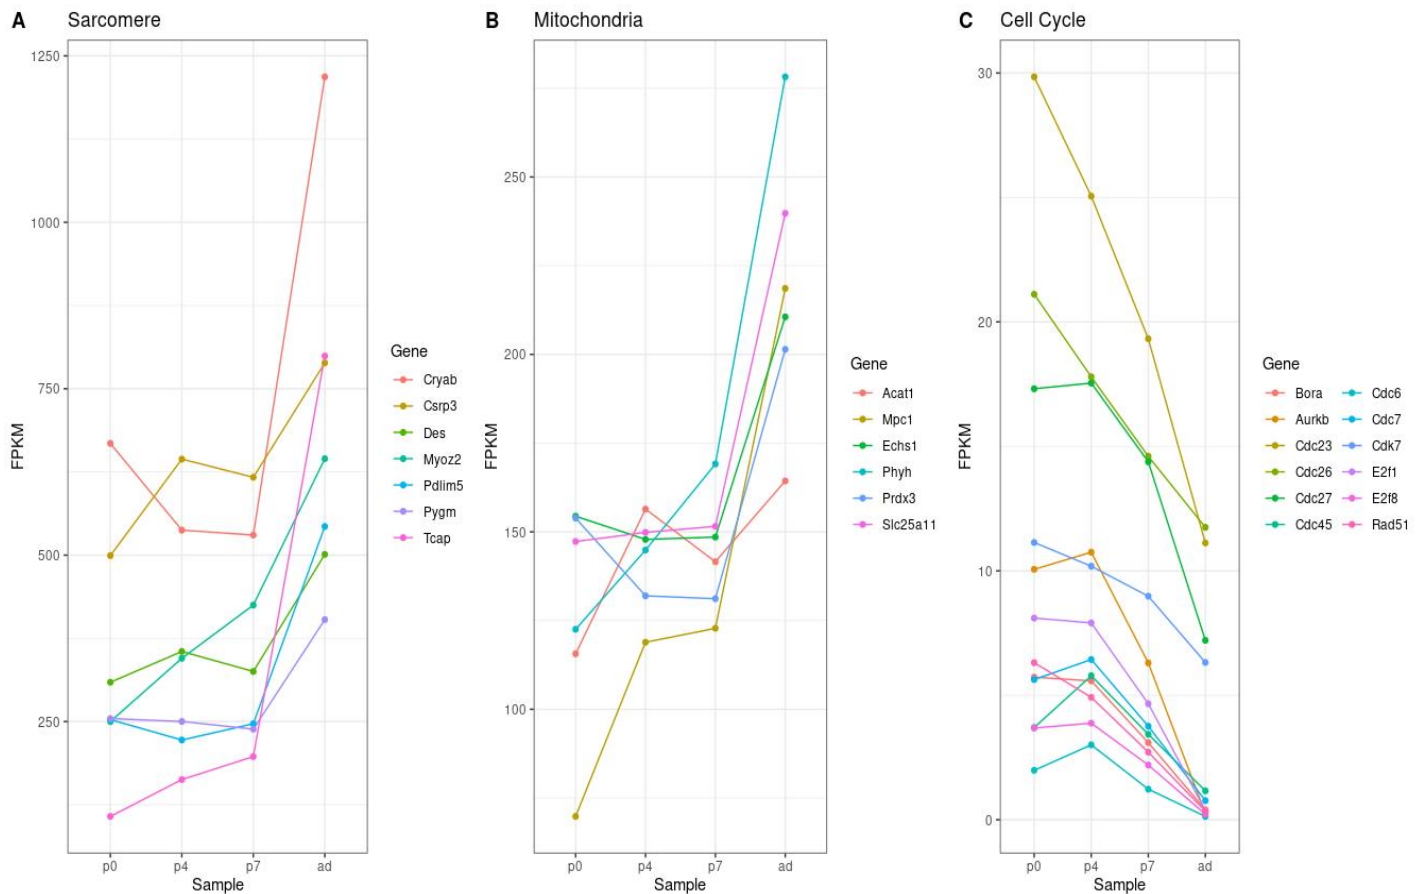 A Sarcomere
1250
1000
750
500
250
FPKM
p0 p4 p7 ad
Sample
Gene
Cryab
Csrp3
Des
Myoz2
Pdlim5
Pygm
Tcap
B Mitochondria
250
200
150
100
FPKM
p0 p4 p7 ad
Sample
Gene
Acat1
Mpc1
Echs1
Phyh
Prdx3
Slc25a11
C Cell Cycle
30
20
10
0
FPKM
p0 p4 p7 ad
Sample
Gene
Bora Cdc6
Aurkb Cdc7
Cdc23 Cdk7
Cdc26 E2f1
Cdc27 E2f8
Cdc45 Rad51